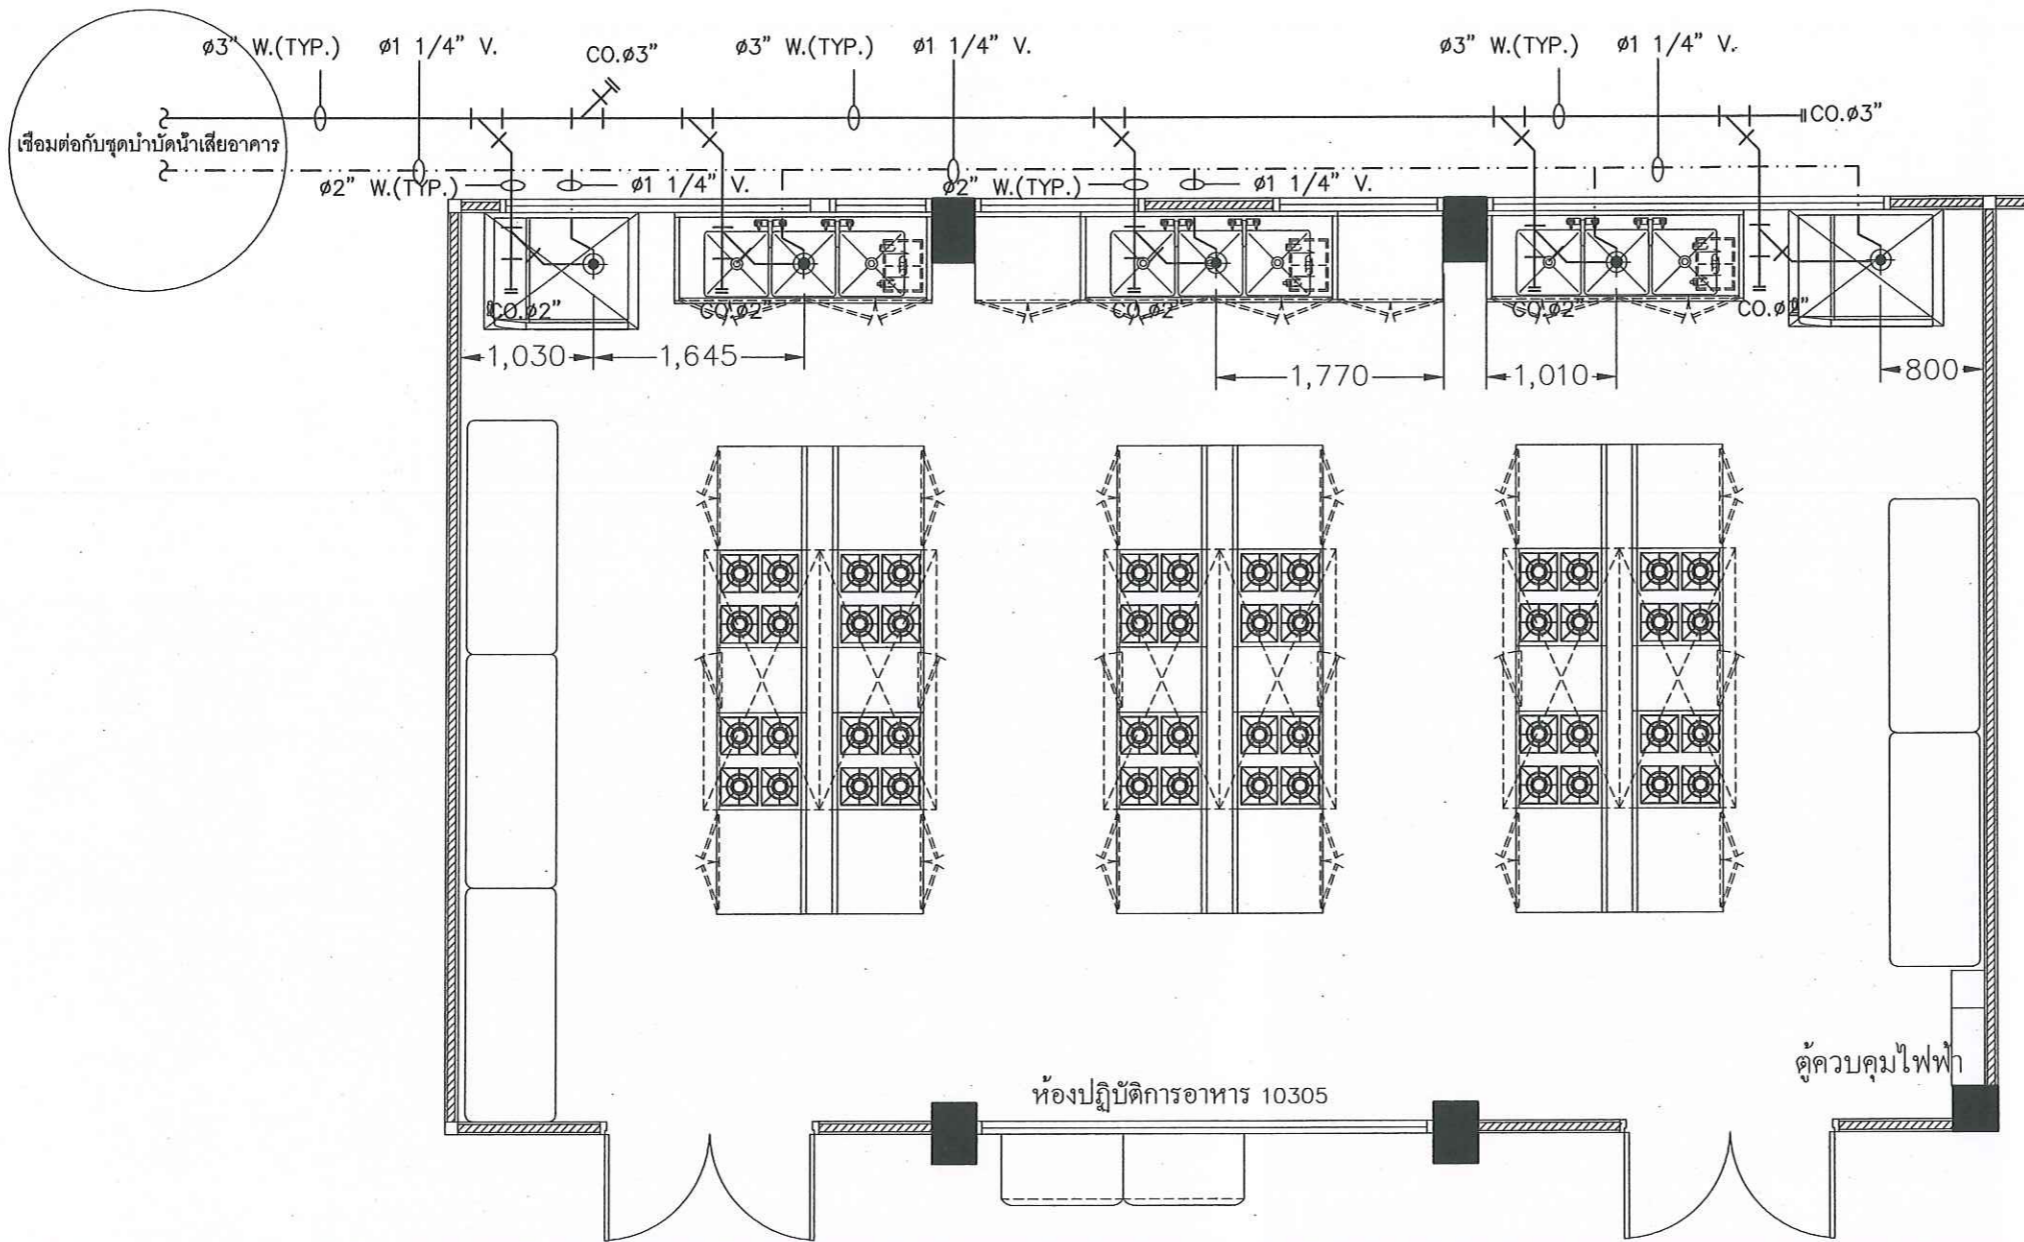 ø3” W.(TYP.) ø1 1/4” V. CO.ø3” ø3” W.(TYP.) ø1 1/4” V. ø3” W.(TYP.) ø1 1/4” V.
CO.ø3”
เชื่อมต่อกับชุดบำบัดน้ำเสียอาคาร
ø2” W.(TYP.) ø1 1/4” V. ø2” W.(TYP.) ø1 1/4” V.
CO.ø2” CO.ø2” CO.ø2” CO.ø2” CO.ø2”
1,030 1,645 1,770 1,010 800
ตู้ควบคุมไฟฟ้า
ห้องปฏิบัติการอาหาร 10305